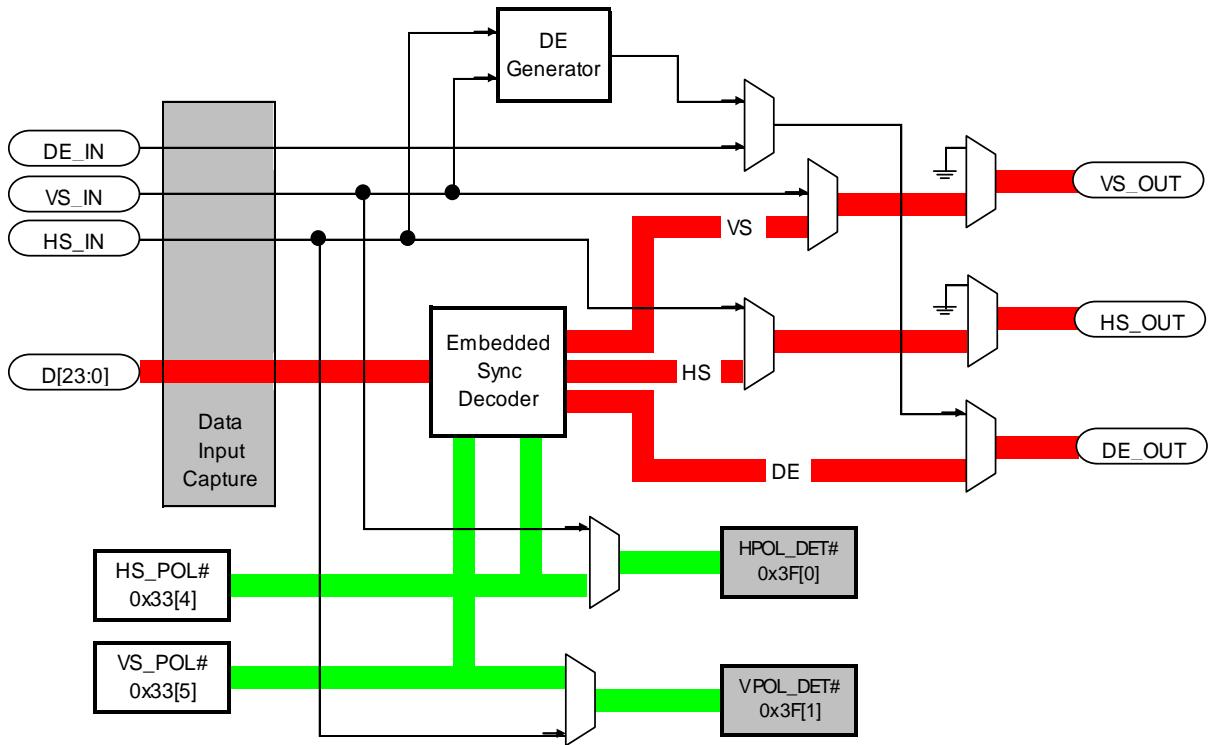 DE
Generator
DE_IN
VS_IN
HS_IN
VS_OUT
VS
HS_OUT
Embedded
Sync
Decoder
HS
D[23:0]
Data
Input
Capture
DE_OUT
DE
HS_POL#
0x33[4]
HPOL_DET#
0x3F[0]
VS_POL#
0x33[5]
VPOL_DET#
0x3F[1]